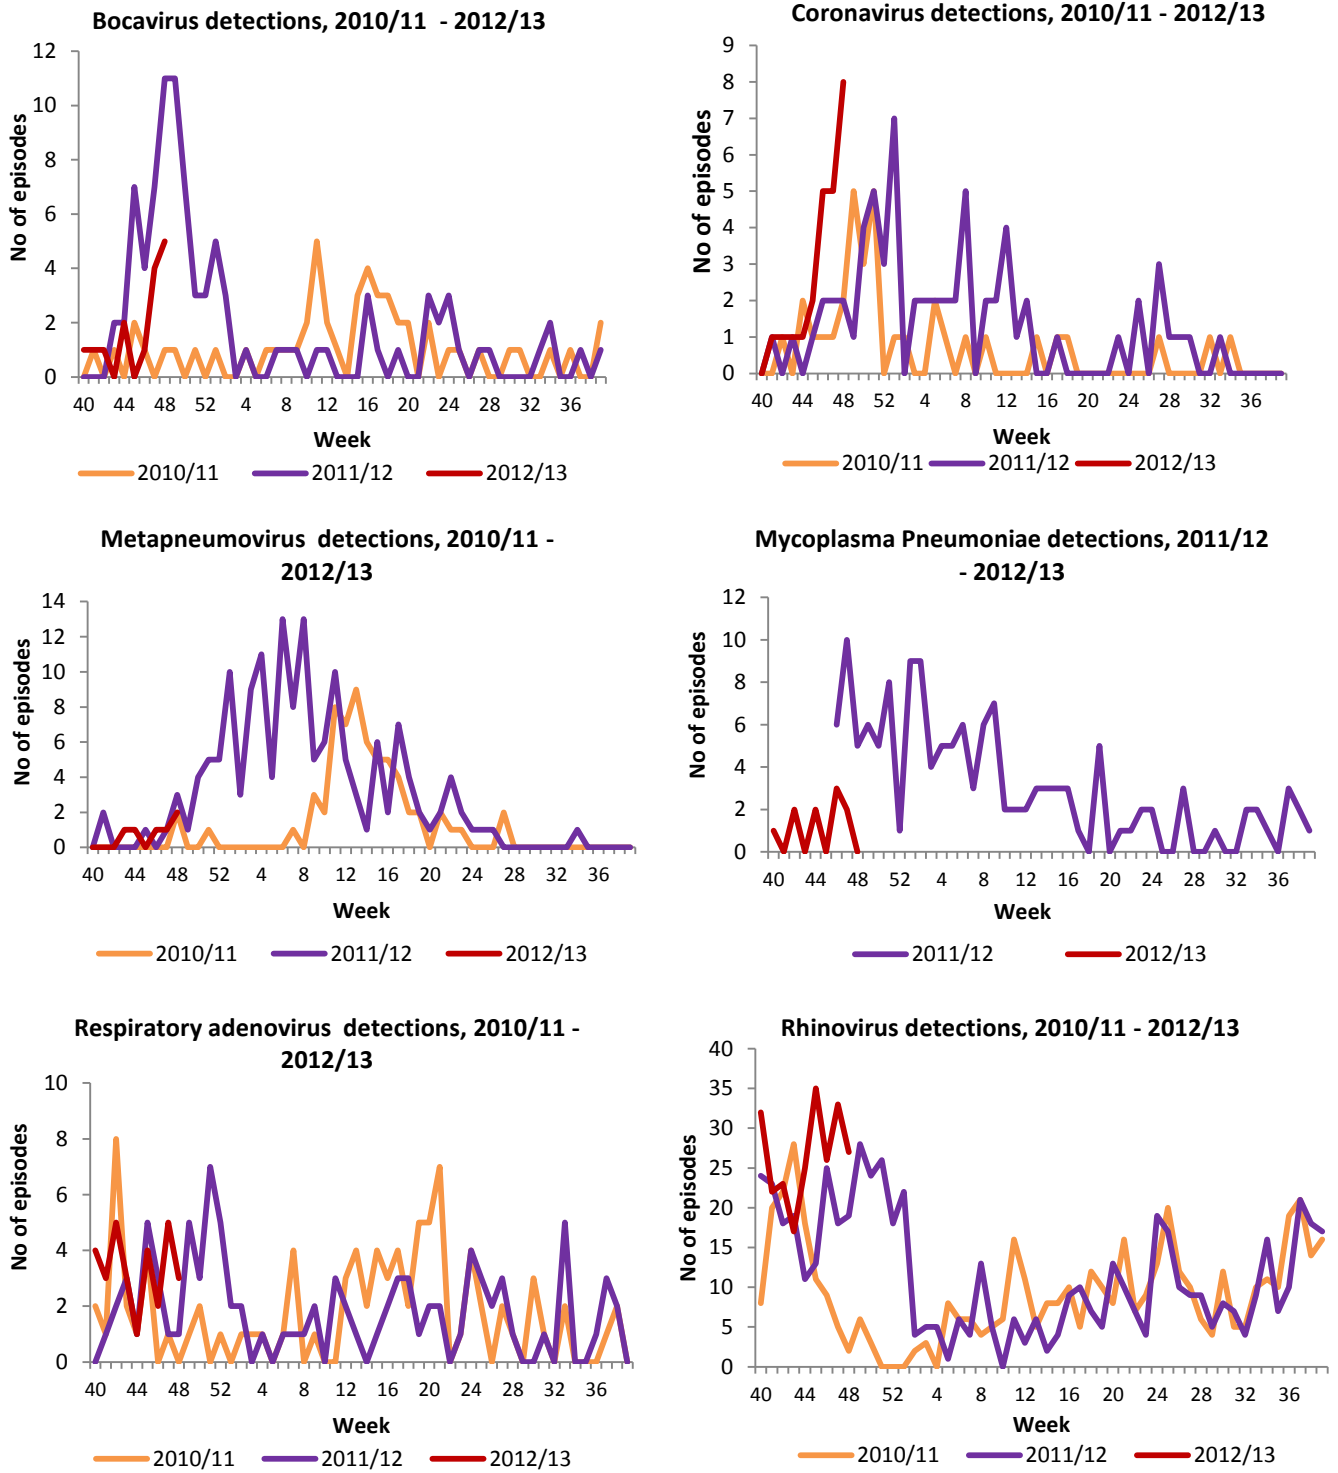 Bocavirus detections, 2010/11 - 2012/13
No of episodes
12
10
8
6
4
2
0
40 44 48 52 4 8 12 16 20 24 28 32 36
Week
2010/11 2011/12 2012/13
Coronavirus detections, 2010/11 - 2012/13
No of episodes
9
8
7
6
5
4
3
2
1
0
40 44 48 52 4 8 12 16 20 24 28 32 36
Week
2010/11 2011/12 2012/13
Metapneumovirus detections, 2010/11 -
2012/13
No of episodes
14
12
10
8
6
4
2
0
40 44 48 52 4 8 12 16 20 24 28 32 36
Week
2010/11 2011/12 2012/13
Mycoplasma Pneumoniae detections, 2011/12
- 2012/13
No of episodes
12
10
8
6
4
2
0
40 44 48 52 4 8 12 16 20 24 28 32 36
Week
2011/12 2012/13
Respiratory adenovirus detections, 2010/11 -
2012/13
No of episodes
10
8
6
4
2
0
40 44 48 52 4 8 12 16 20 24 28 32 36
Week
2010/11 2011/12 2012/13
Rhinovirus detections, 2010/11 - 2012/13
No of episodes
40
35
30
25
20
15
10
5
0
40 44 48 52 4 8 12 16 20 24 28 32 36
Week
2010/11 2011/12 2012/13